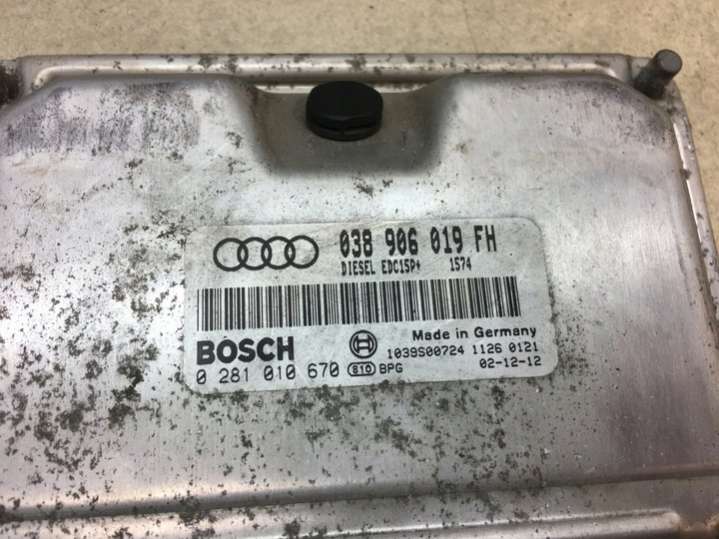 038 906 019 FH
DIESEL EDC15P+ 1574
BOSCH
Made in Germany
1039S00724 1126 0121
0 281 010 670 S10 BPG 02-12-12